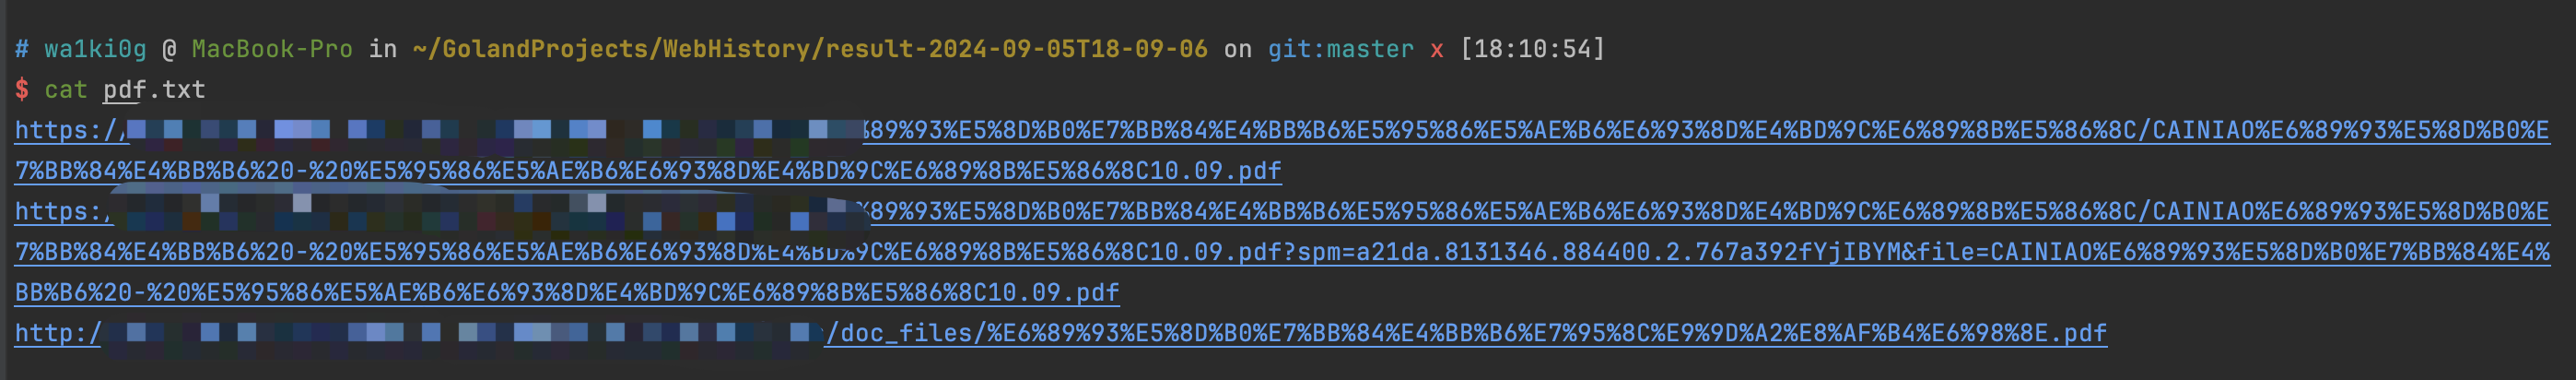 # wa1ki0g @ MacBook-Pro in ~/GolandProjects/WebHistory/result-2024-09-05T18-09-06 on git:master x [18:10:54]
$ cat pdf.txt
https:// %89%93%E5%8D%B0%E7%BB%84%E4%BB%B6%E5%95%86%E5%AE%B6%E6%93%8D%E4%BD%9C%E6%89%8B%E5%86%8C/CAINIAO%E6%89%93%E5%8D%B0%E
7%BB%84%E4%BB%B6%20-%20%E5%95%86%E5%AE%B6%E6%93%8D%E4%BD%9C%E6%89%8B%E5%86%8C10.09.pdf
https:/ %89%93%E5%8D%B0%E7%BB%84%E4%BB%B6%E5%95%86%E5%AE%B6%E6%93%8D%E4%BD%9C%E6%89%8B%E5%86%8C/CAINIAO%E6%89%93%E5%8D%B0%E
7%BB%84%E4%BB%B6%20-%20%E5%95%86%E5%AE%B6%E6%93%8D%E4%BD%9C%E6%89%8B%E5%86%8C10.09.pdf?spm=a21da.8131346.884400.2.767a392fYjIBYM&file=CAINIAO%E6%89%93%E5%8D%B0%E7%BB%84%E4%
BB%B6%20-%20%E5%95%86%E5%AE%B6%E6%93%8D%E4%BD%9C%E6%89%8B%E5%86%8C10.09.pdf
http:/ /doc_files/%E6%89%93%E5%8D%B0%E7%BB%84%E4%BB%B6%E7%95%8C%E9%9D%A2%E8%AF%B4%E6%98%8E.pdf